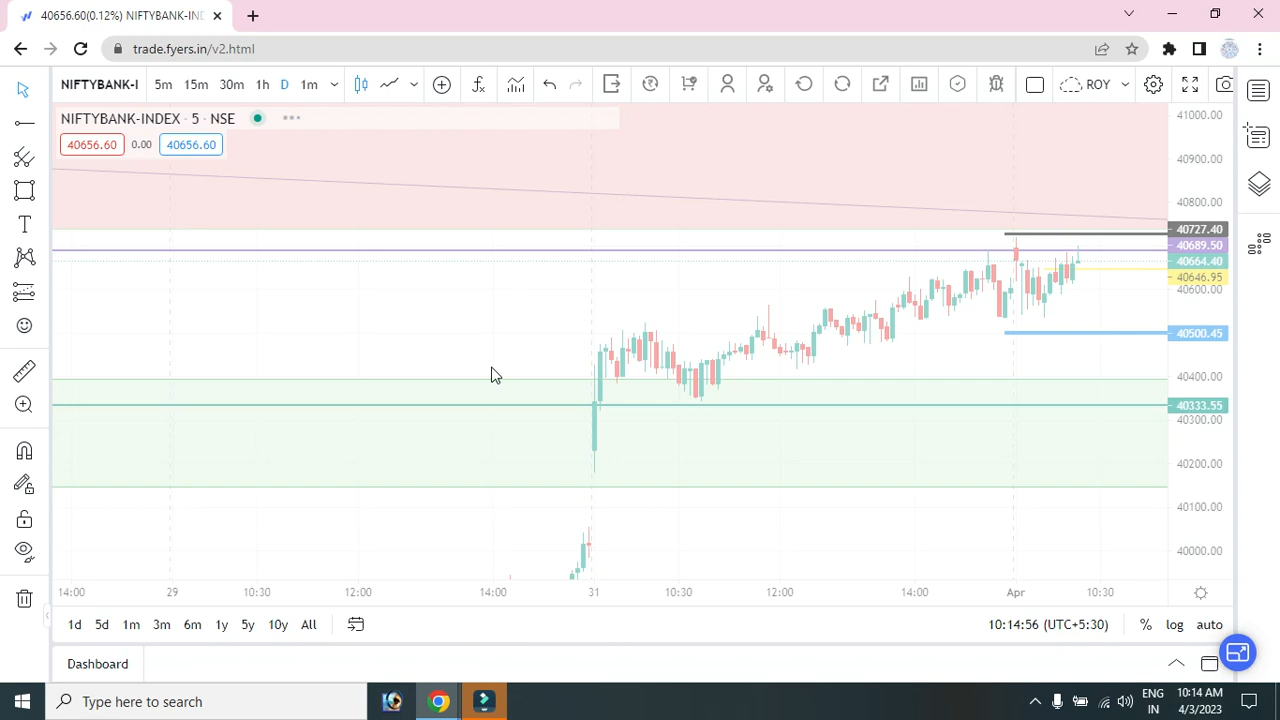 40656.60(0.12%) NIFTYBANK-IND
trade.fyers.in/v2.html
NIFTYBANK-I 5m 15m 30m 1h D 1m ROY
NIFTYBANK-INDEX · 5 · NSE
40656.60 0.00 40656.60
41000.00
40900.00
40800.00
40727.40
40689.50
40664.40
40646.95
40600.00
40500.45
40400.00
40333.55
40300.00
40200.00
40100.00
40000.00
14:00 29 10:30 12:00 14:00 31 10:30 12:00 14:00 Apr 10:30
1d 5d 1m 3m 6m 1y 5y 10y All 10:14:56 (UTC+5:30) % log auto
Dashboard
Type here to search
ENG 10:14 AM
IN 4/3/2023